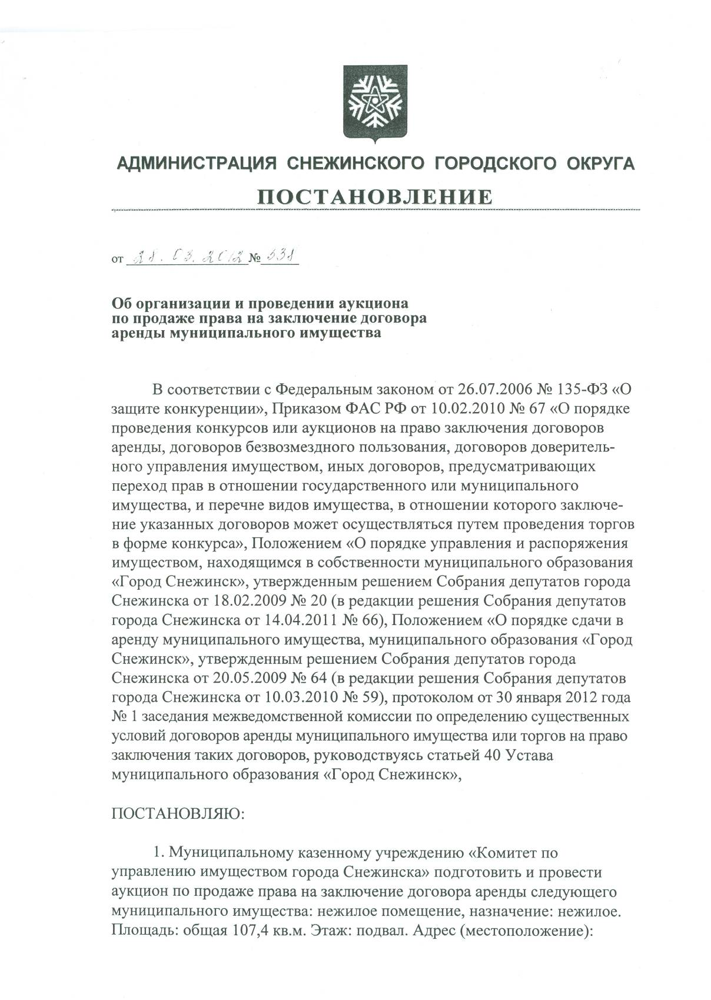 АДМИНИСТРАЦИЯ СНЕЖИНСКОГО ГОРОДСКОГО ОКРУГА
ПОСТАНОВЛЕНИЕ
от 28.03.2012 №
Об организации и проведении аукциона
по продаже права на заключение договора
аренды муниципального имущества
В соответствии с Федеральным законом от 26.07.2006 № 135-ФЗ «О
защите конкуренции», Приказом ФАС РФ от 10.02.2010 № 67 «О порядке
проведения конкурсов или аукционов на право заключения договоров
аренды, договоров безвозмездного пользования, договоров доверитель-
ного управления имуществом, иных договоров, предусматривающих
переход прав в отношении государственного или муниципального
имущества, и перечне видов имущества, в отношении которого заключе-
ние указанных договоров может осуществляться путем проведения торгов
в форме конкурса», Положением «О порядке управления и распоряжения
имуществом, находящимся в собственности муниципального образования
«Город Снежинск», утвержденным решением Собрания депутатов города
Снежинска от 18.02.2009 № 20 (в редакции решения Собрания депутатов
города Снежинска от 14.04.2011 № 66), Положением «О порядке сдачи в
аренду муниципального имущества, муниципального образования «Город
Снежинск», утвержденным решением Собрания депутатов города
Снежинска от 20.05.2009 № 64 (в редакции решения Собрания депутатов
города Снежинска от 10.03.2010 № 59), протоколом от 30 января 2012 года
№ 1 заседания межведомственной комиссии по определению существенных
условий договоров аренды муниципального имущества или торгов на право
заключения таких договоров, руководствуясь статьей 40 Устава
муниципального образования «Город Снежинск»,
ПОСТАНОВЛЯЮ:
1. Муниципальному казенному учреждению «Комитет по
управлению имуществом города Снежинска» подготовить и провести
аукцион по продаже права на заключение договора аренды следующего
муниципального имущества: нежилое помещение, назначение: нежилое.
Площадь: общая 107,4 кв.м. Этаж: подвал. Адрес (местоположение):